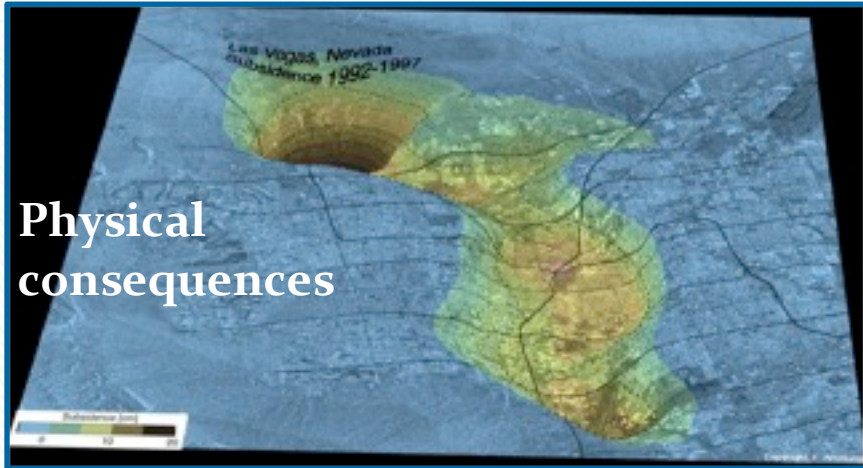 Las Vegas, Nevada
subsidence 1992-1997
Physical
consequences
Subsidence [cm]
0 10 20